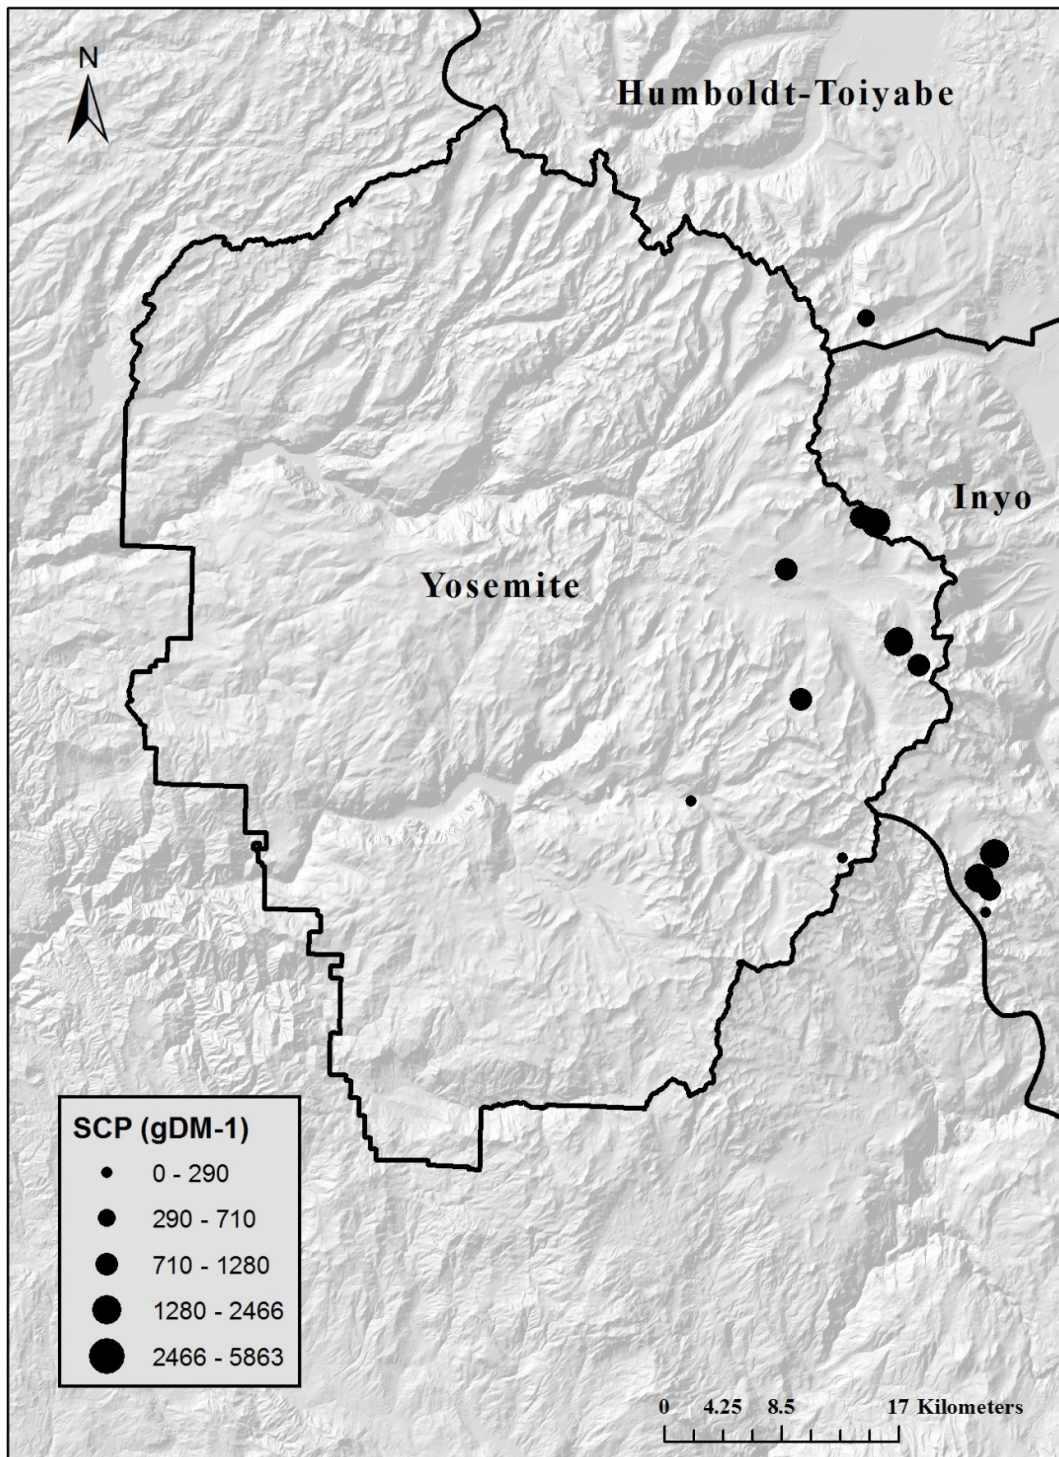 N
Humboldt-Toiyabe
Inyo
Yosemite
SCP (gDM-1)
0 - 290
290 - 710
710 - 1280
1280 - 2466
2466 - 5863
0 4.25 8.5 17 Kilometers